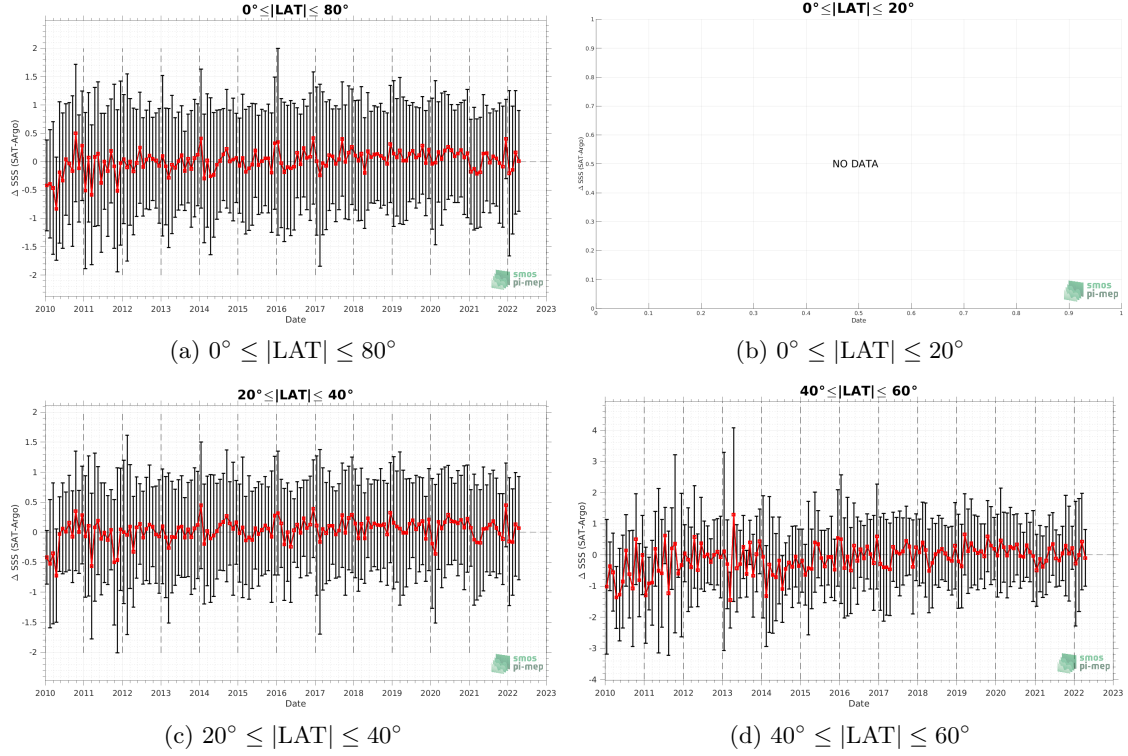 0°≤|LAT|≤ 80°
Δ SSS (SAT-Argo)
2
1.5
1
0.5
0
-0.5
-1
-1.5
-2
2010 2011 2012 2013 2014 2015 2016 2017 2018 2019 2020 2021 2022 2023
Date
smos
pi-mep
(a) 0° ≤ |LAT| ≤ 80°
0°≤|LAT|≤ 20°
Δ SSS (SAT-Argo)
1
0.9
0.8
0.7
0.6
0.5
0.4
0.3
0.2
0.1
0
NO DATA
0 0.1 0.2 0.3 0.4 0.5 0.6 0.7 0.8 0.9 1
Date
smos
pi-mep
(b) 0° ≤ |LAT| ≤ 20°
20°≤|LAT|≤ 40°
Δ SSS (SAT-Argo)
2
1.5
1
0.5
0
-0.5
-1
-1.5
-2
2010 2011 2012 2013 2014 2015 2016 2017 2018 2019 2020 2021 2022 2023
Date
smos
pi-mep
(c) 20° ≤ |LAT| ≤ 40°
40°≤|LAT|≤ 60°
Δ SSS (SAT-Argo)
4
3
2
1
0
-1
-2
-3
-4
2010 2011 2012 2013 2014 2015 2016 2017 2018 2019 2020 2021 2022 2023
Date
smos
pi-mep
(d) 40° ≤ |LAT| ≤ 60°